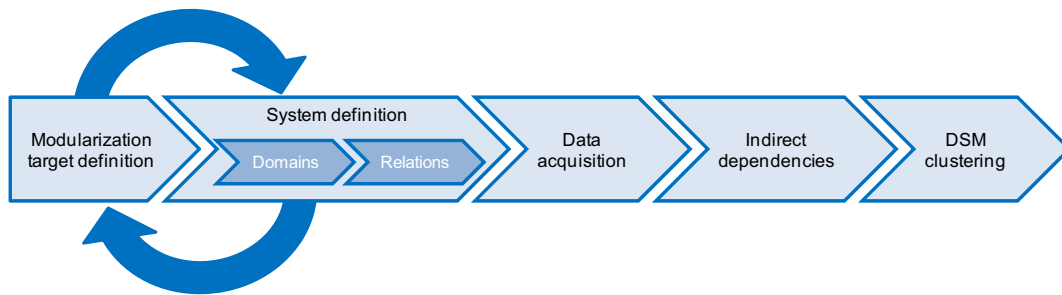 Modularization
target definition
System definition
Domains
Relations
Data
acquisition
Indirect
dependencies
DSM
clustering